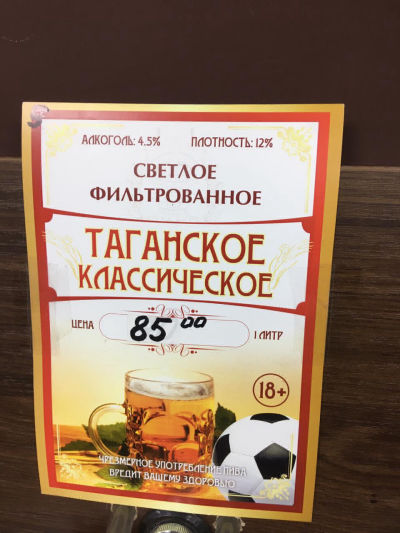 АЛКОГОЛЬ: 4.5% ПЛОТНОСТЬ: 12%
СВЕТЛОЕ
ФИЛЬТРОВАННОЕ
ТАГАНСКОЕ
КЛАССИЧЕСКОЕ
ЦЕНА 85 00 1 ЛИТР
18+
ЧРЕЗМЕРНОЕ УПОТРЕБЛЕНИЕ ПИВА
ВРЕДИТ ВАШЕМУ ЗДОРОВЬЮ